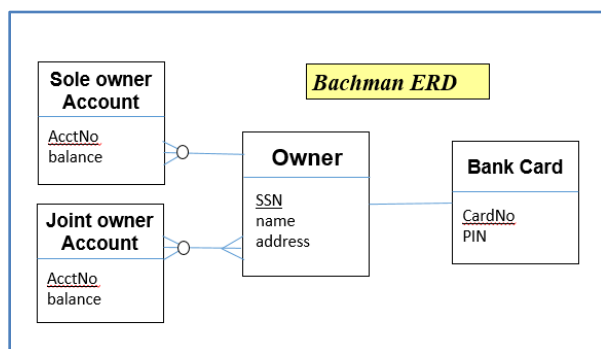 Sole owner
Account
AcctNo
balance
Bachman ERD
Owner
SSN
name
address
Bank Card
CardNo
PIN
Joint owner
Account
AcctNo
balance